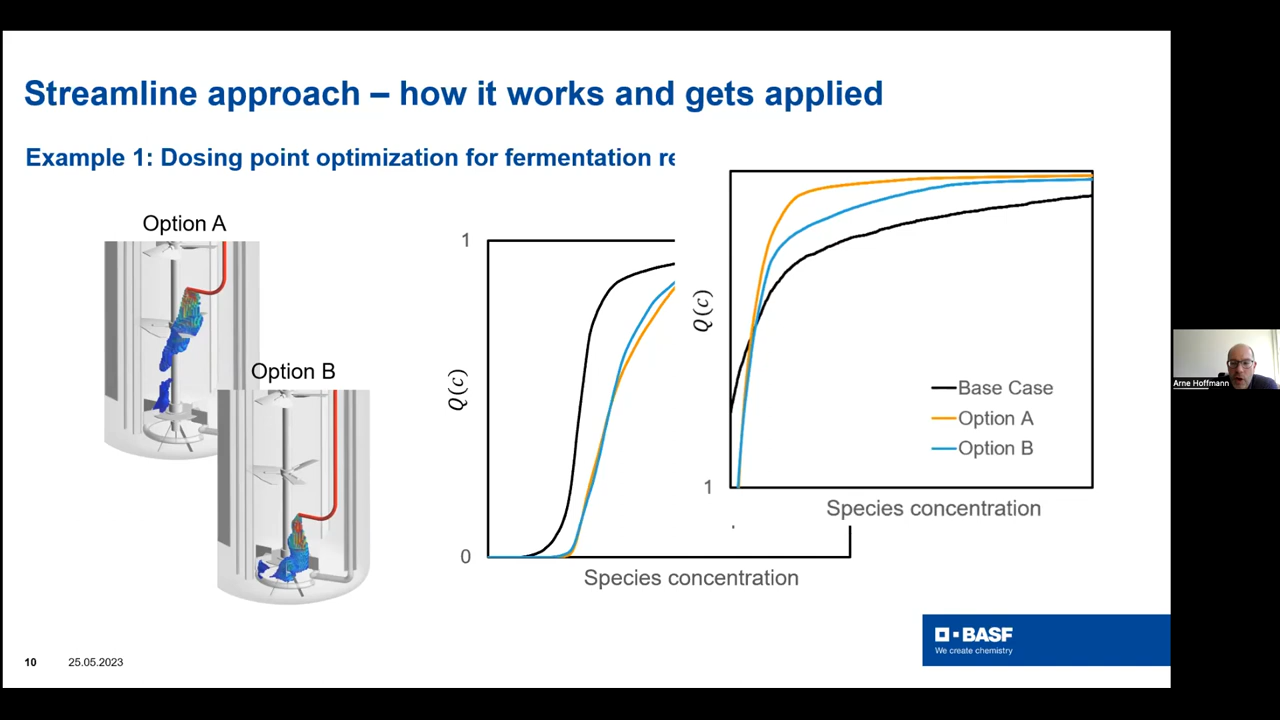 Streamline approach – how it works and gets applied
Example 1: Dosing point optimization for fermentation re
Option A
Option B
1
Q(c)
0
Species concentration
Q(c)
Base Case
Option A
Option B
1
Species concentration
Arne Hoffmann
BASF
We create chemistry
10
25.05.2023